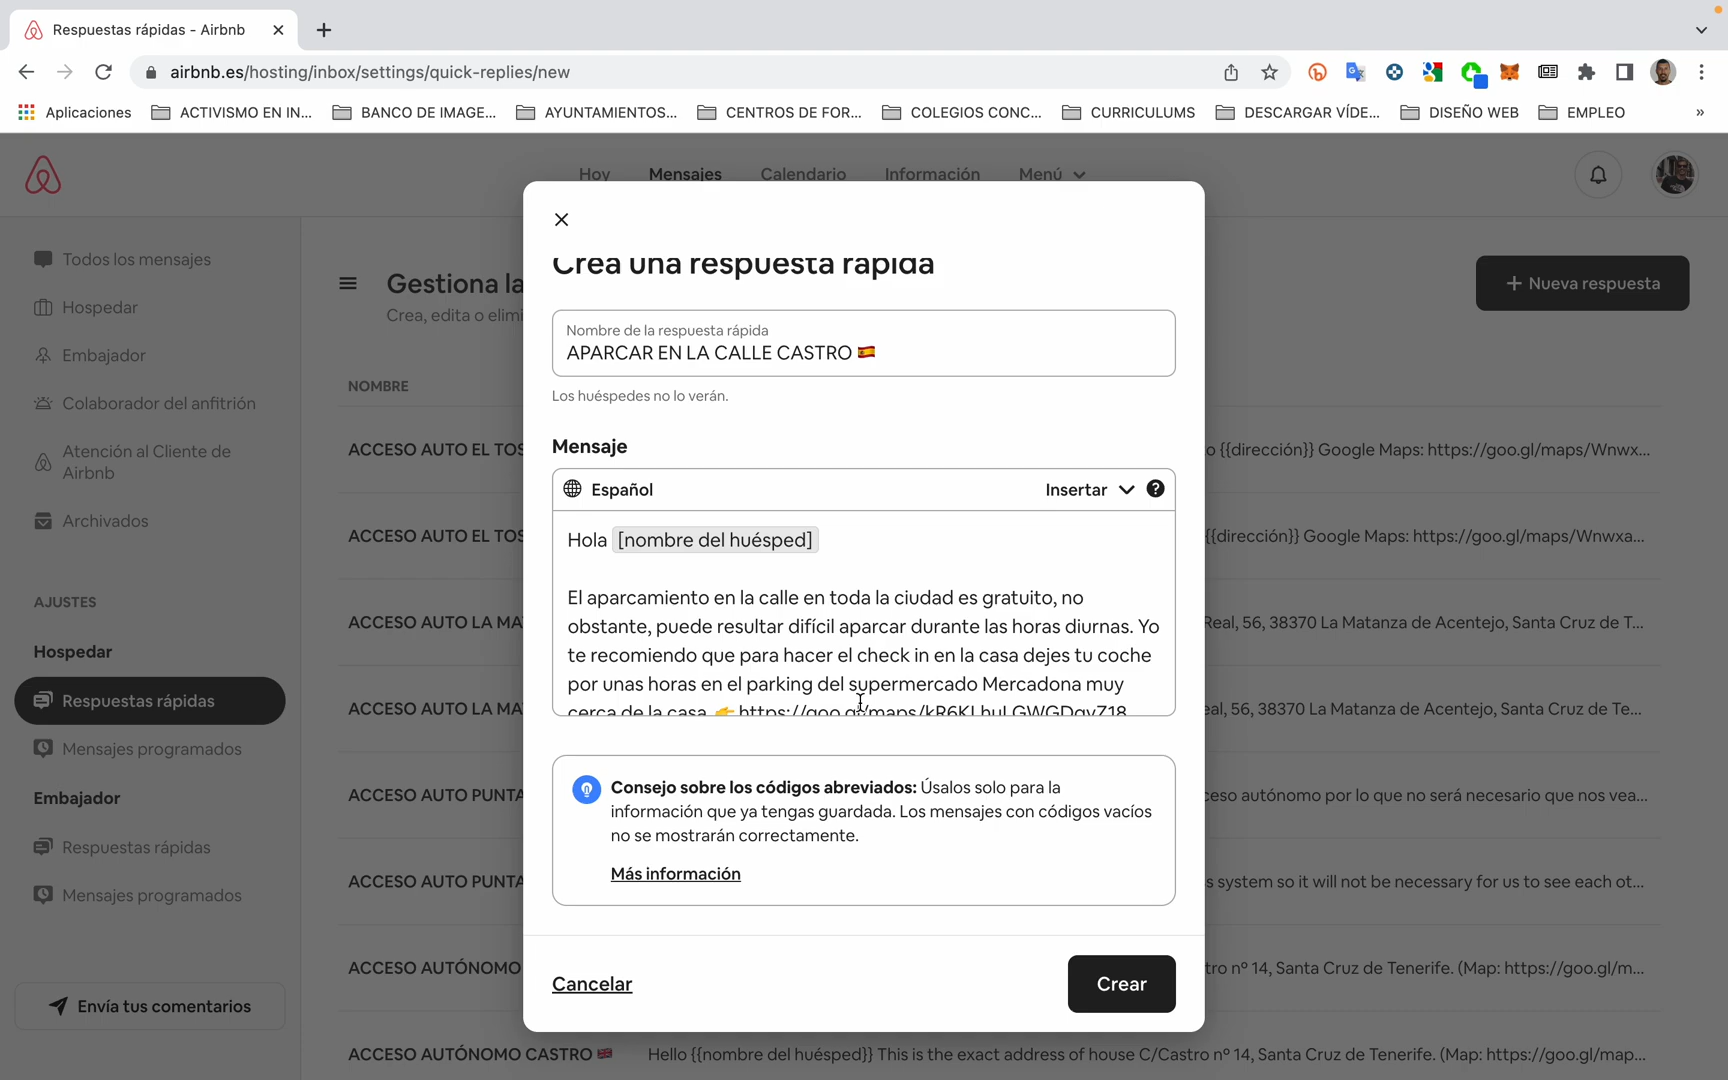 Respuestas rápidas - Airbnb
airbnb.es/hosting/inbox/settings/quick-replies/new
Aplicaciones
ACTIVISMO EN IN...
BANCO DE IMAGE...
AYUNTAMIENTOS...
CENTROS DE FOR...
COLEGIOS CONC...
CURRICULUMS
DESCARGAR VÍDE...
DISEÑO WEB
EMPLEO
»
Hoy
Mensajes
Calendario
Información
Menú
Todos los mensajes
Hospedar
Embajador
Colaborador del anfitrión
Atención al Cliente de
Airbnb
Archivados
AJUSTES
Hospedar
Respuestas rápidas
Mensajes programados
Embajador
Respuestas rápidas
Mensajes programados
Envía tus comentarios
Gestiona la
Crea, edita o elimi
+ Nueva respuesta
NOMBRE
ACCESO AUTO EL TOS
o {{dirección}} Google Maps: https://goo.gl/maps/Wnwx...
ACCESO AUTO EL TOS
{{dirección}} Google Maps: https://goo.gl/maps/Wnwxa...
ACCESO AUTO LA MA
Real, 56, 38370 La Matanza de Acentejo, Santa Cruz de T...
ACCESO AUTO LA MA
eal, 56, 38370 La Matanza de Acentejo, Santa Cruz de Te...
ACCESO AUTO PUNTA
ceso autónomo por lo que no será necesario que nos vea...
ACCESO AUTO PUNTA
s system so it will not be necessary for us to see each ot...
ACCESO AUTÓNOMO
tro nº 14, Santa Cruz de Tenerife. (Map: https://goo.gl/m...
ACCESO AUTÓNOMO CASTRO 🇬🇧
Hello {{nombre del huésped}} This is the exact address of house C/Castro nº 14, Santa Cruz de Tenerife. (Map: https://goo.gl/map...
Crea una respuesta rápida
Nombre de la respuesta rápida
APARCAR EN LA CALLE CASTRO 🇪🇸
Los huéspedes no lo verán.
Mensaje
Español
Insertar
Hola [nombre del huésped]
El aparcamiento en la calle en toda la ciudad es gratuito, no
obstante, puede resultar difícil aparcar durante las horas diurnas. Yo
te recomiendo que para hacer el check in en la casa dejes tu coche
por unas horas en el parking del supermercado Mercadona muy
cerca de la casa. 👉
Consejo sobre los códigos abreviados: Úsalos solo para la
información que ya tengas guardada. Los mensajes con códigos vacíos
no se mostrarán correctamente.
Más información
Cancelar
Crear